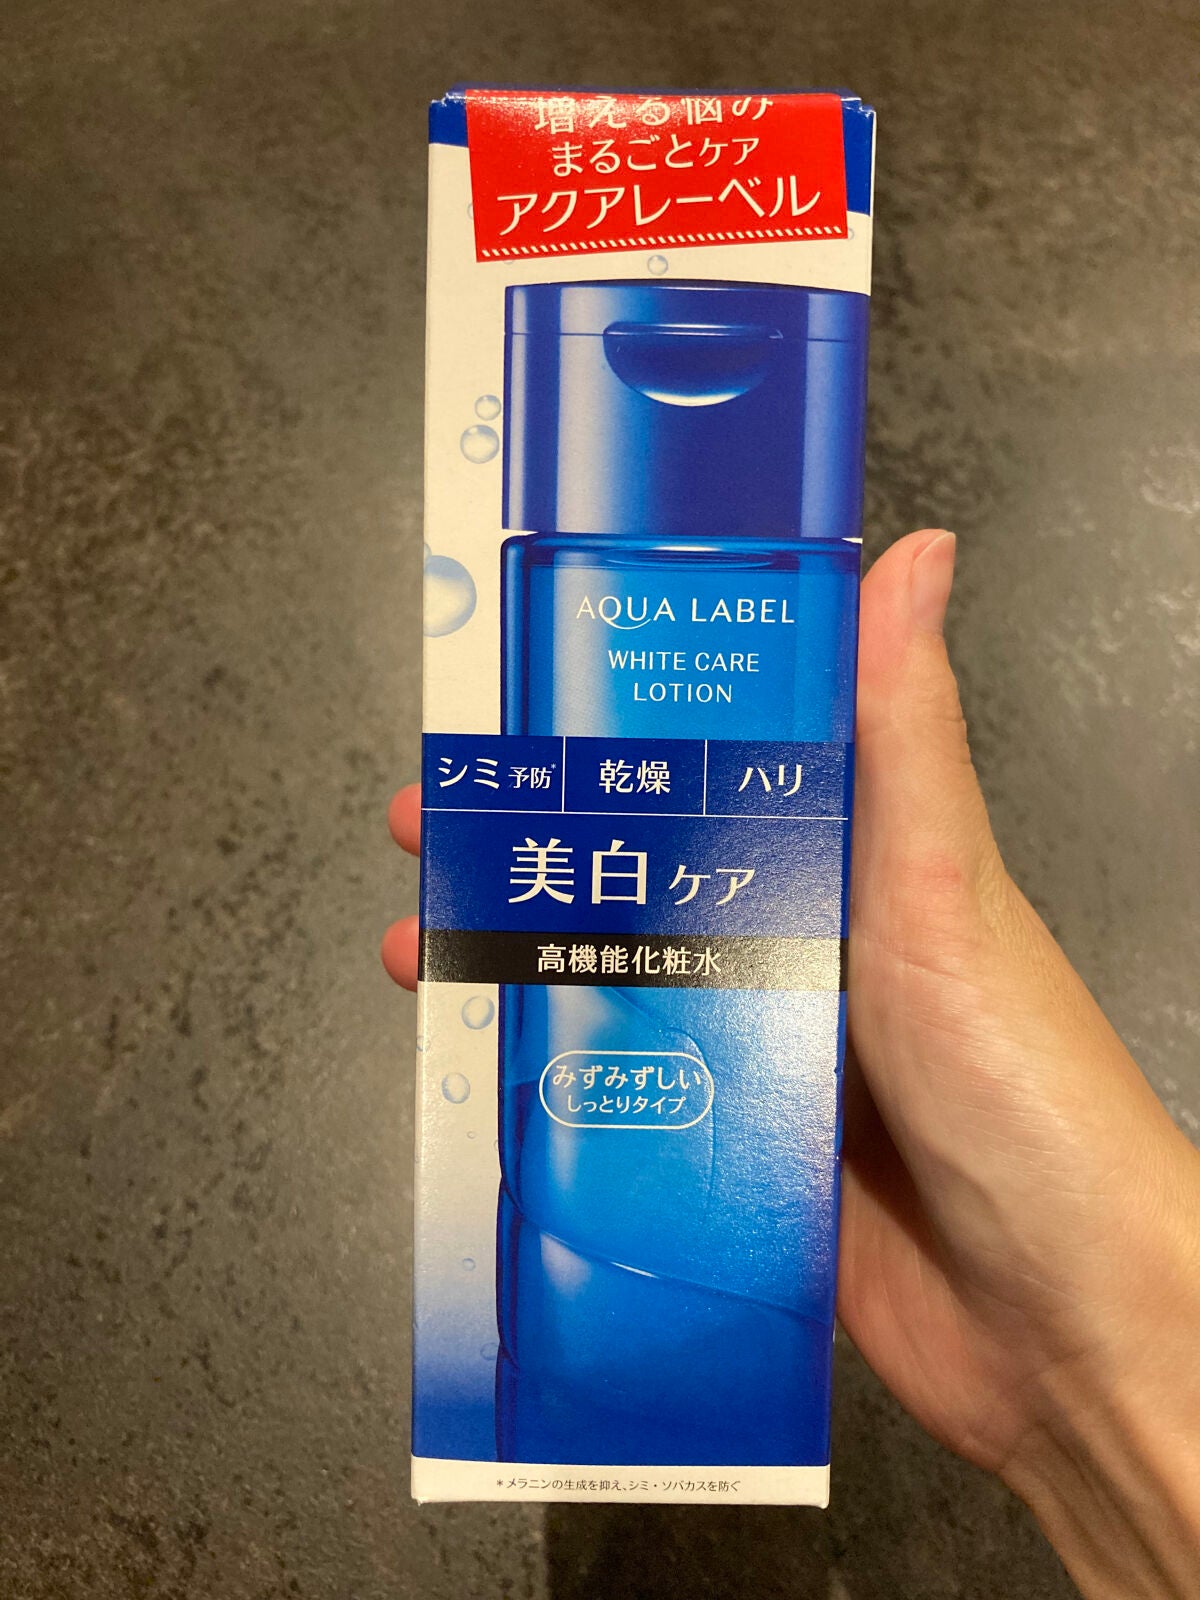 増える悩み
まるごとケア
アクアレーベル
AQUA LABEL
WHITE CARE
LOTION
シミ予防* 乾燥 ハリ
美白ケア
高機能化粧水
みずみずしい
しっとりタイプ
*メラニンの生成を抑え、シミ・ソバカスを防ぐ